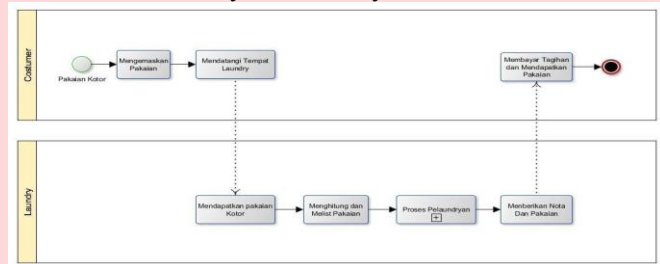 Costumer
Pakaian Kotor
Mengemaskan
Pakaian
Mendatangi Tempat
Laundry
Membayar Tagihan
dan Mendapatkan
Pakaian
Laundry
Mendapatkan pakaian
Kotor
Menghitung dan
Melist Pakaian
Proses Pelaundryan
Menberikan Nota
Dan Pakaian